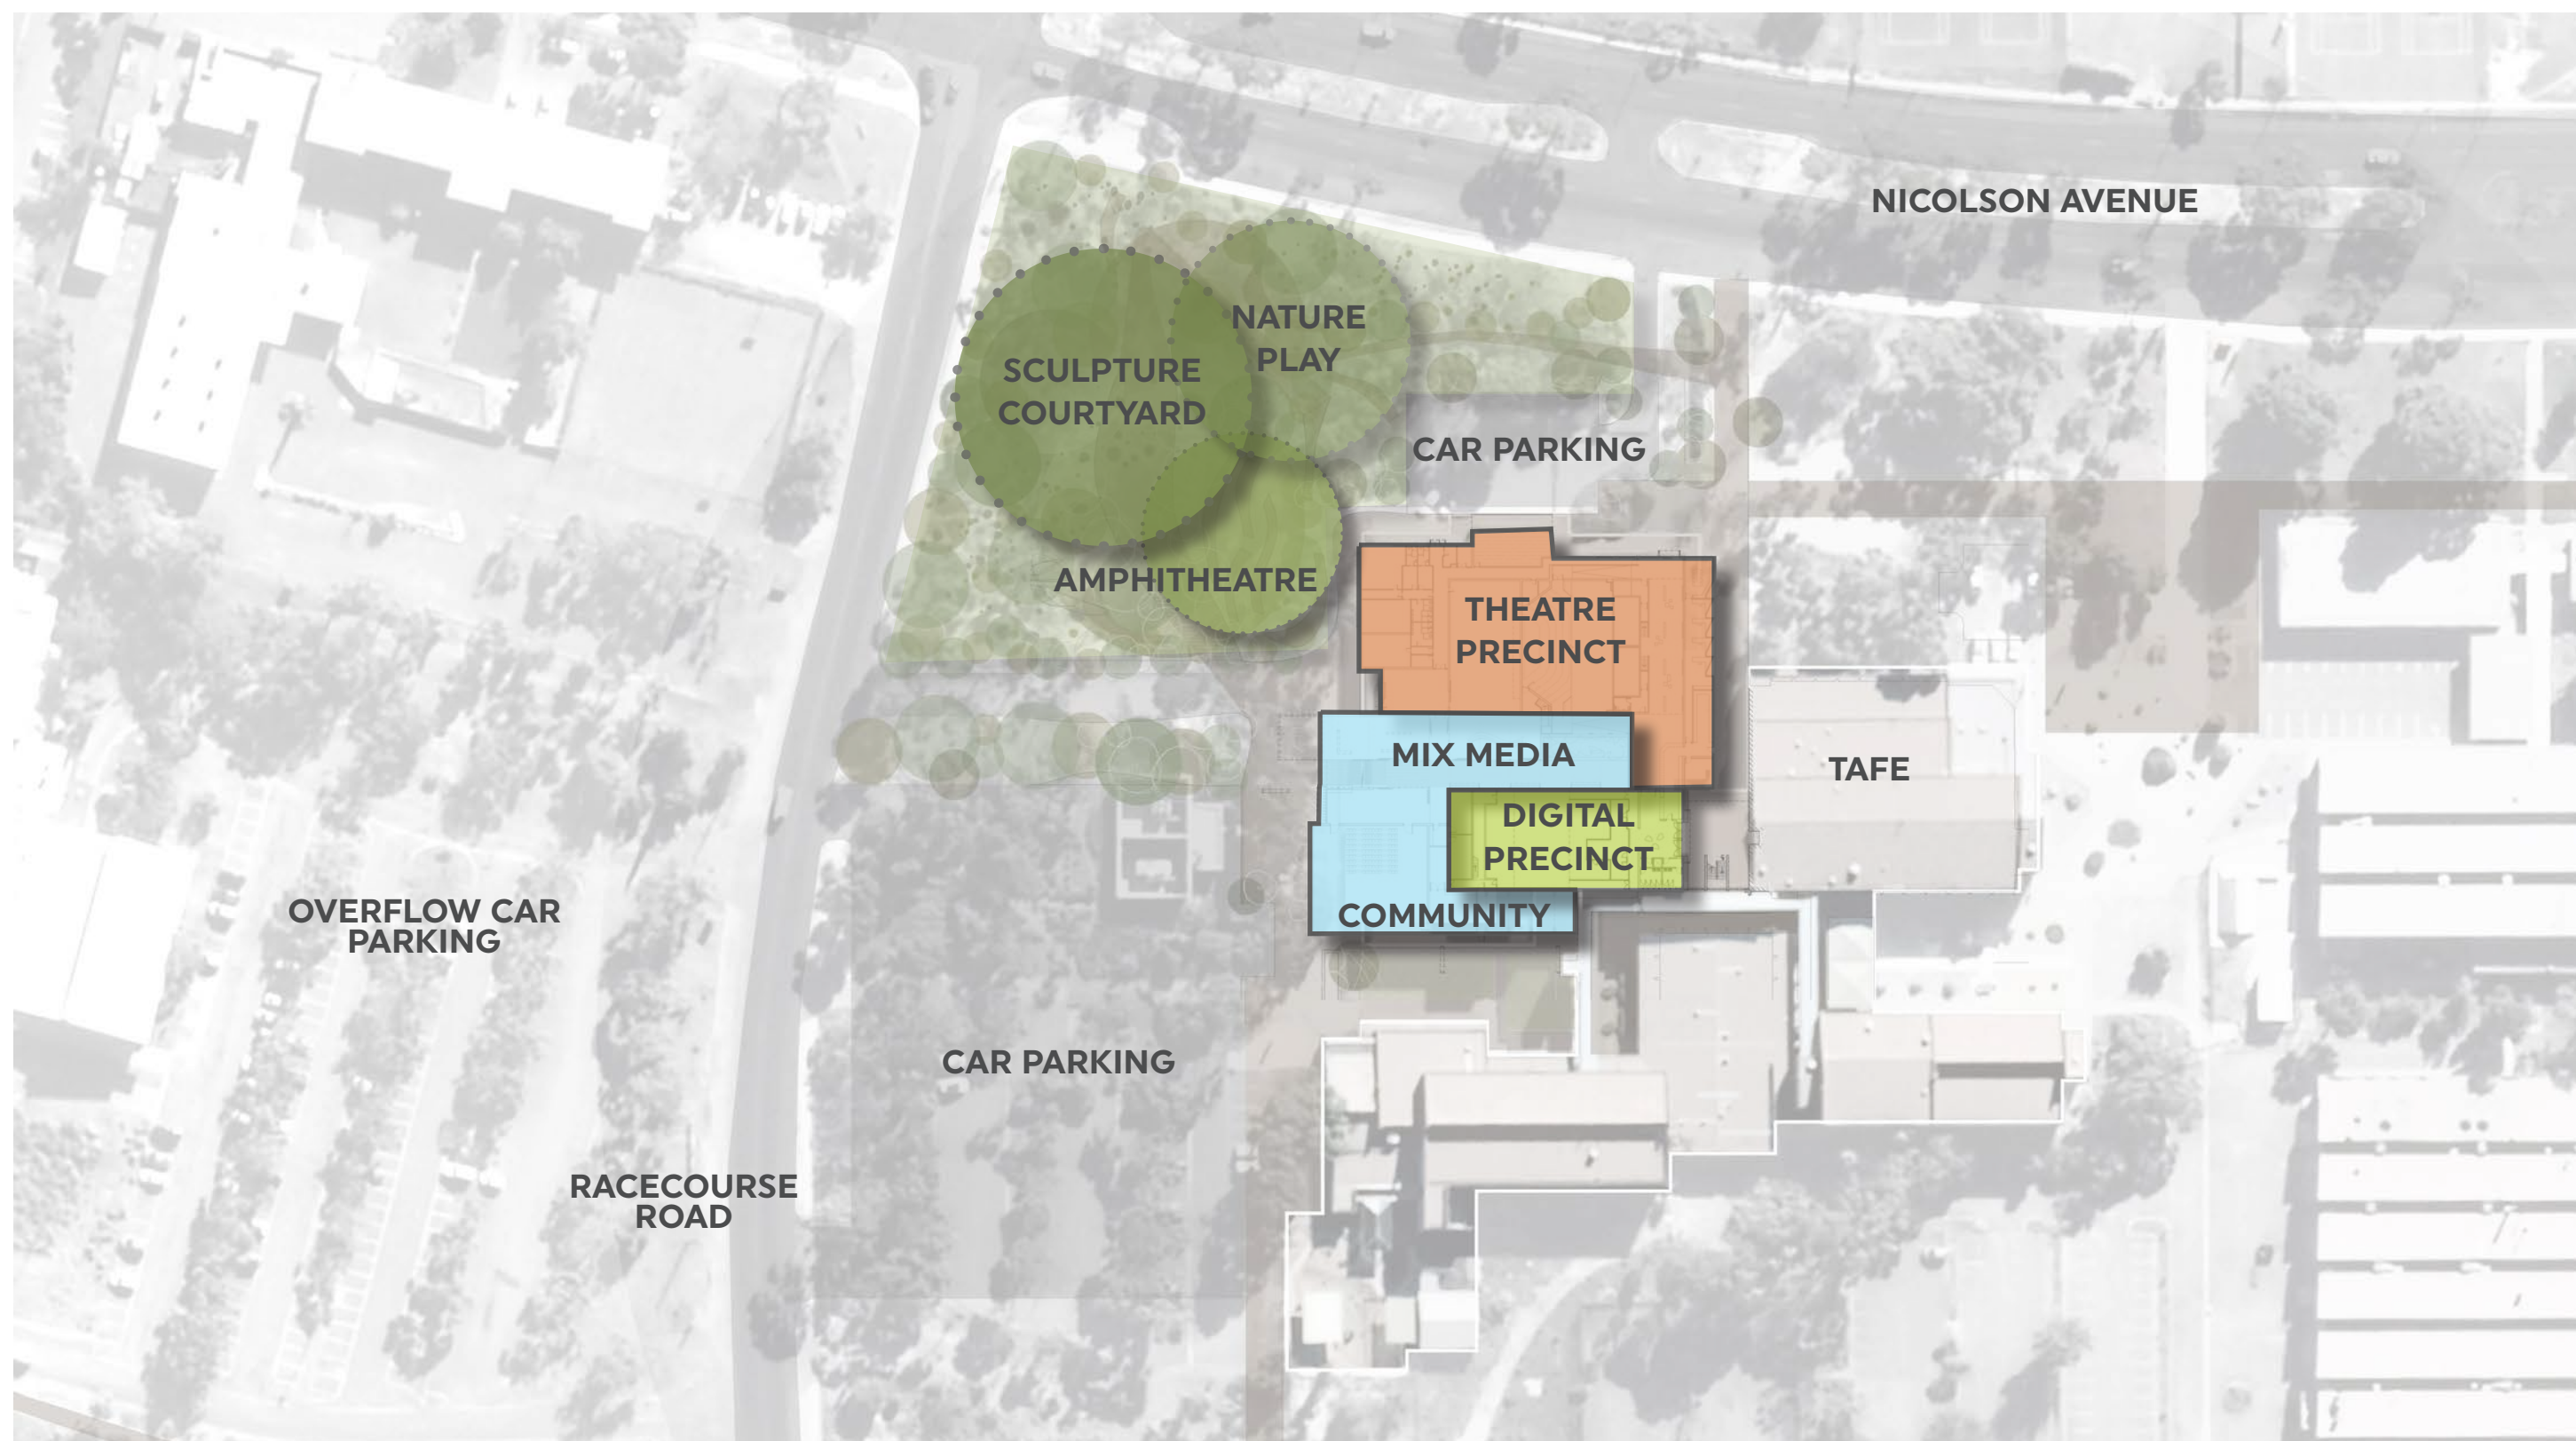 NICOLSON AVENUE
NATURE
PLAY
SCULPTURE
COURTYARD
CAR PARKING
AMPHITHEATRE
THEATRE
PRECINCT
MIX MEDIA
TAFE
DIGITAL
PRECINCT
COMMUNITY
OVERFLOW CAR
PARKING
CAR PARKING
RACECOURSE
ROAD